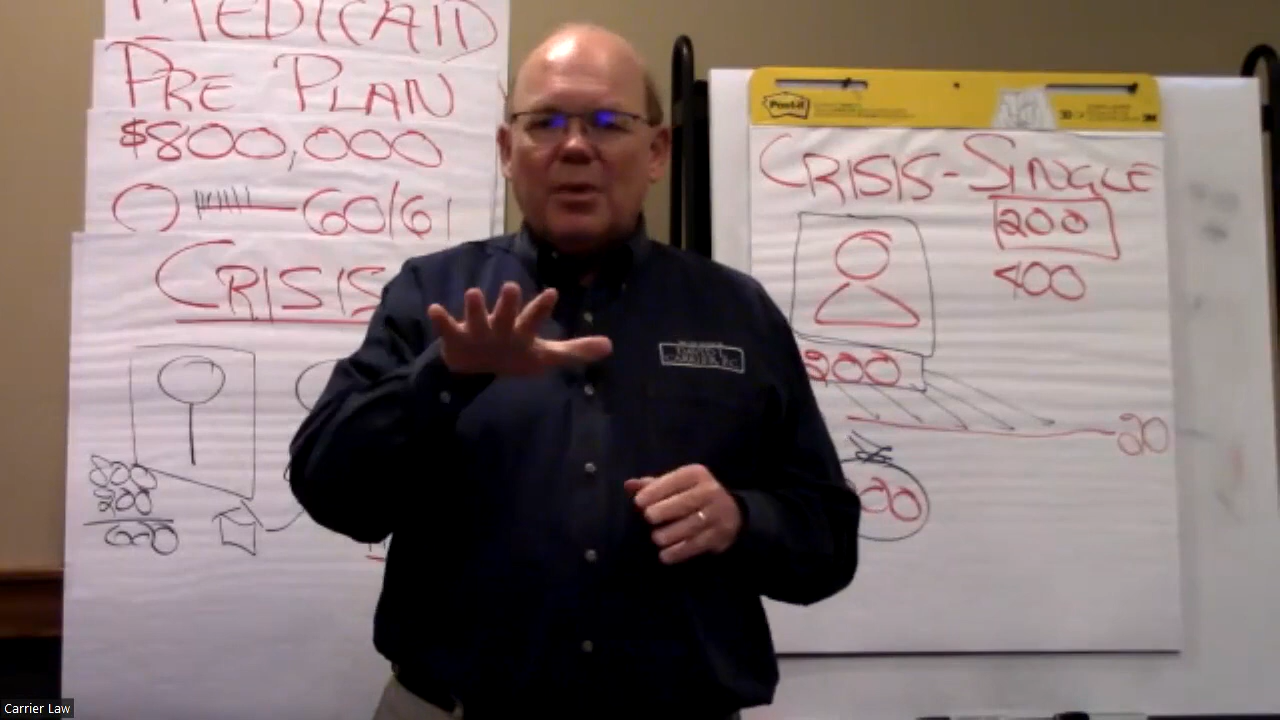 MEDICAID
PRE PLAN
$800,000
60/61
CRISIS
800
200
600
Post-it
CRISIS-SINGLE
200
400
200
20
CARRIER, P.C.
Carrier Law